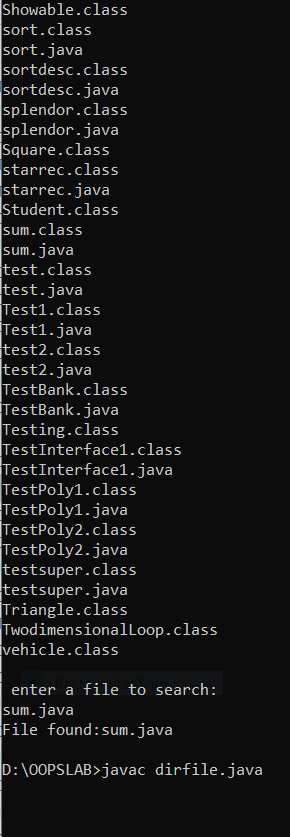 Showable.class
sort.class
sort.java
sortdesc.class
sortdesc.java
splendor.class
splendor.java
Square.class
starrec.class
starrec.java
Student.class
sum.class
sum.java
test.class
test.java
Test1.class
Test1.java
test2.class
test2.java
TestBank.class
TestBank.java
Testing.class
TestInterface1.class
TestInterface1.java
TestPoly1.class
TestPoly1.java
TestPoly2.class
TestPoly2.java
testsuper.class
testsuper.java
Triangle.class
TwodimensionalLoop.class
vehicle.class
enter a file to search:
sum.java
File found:sum.java
D:\OOPSLAB>javac dirfile.java